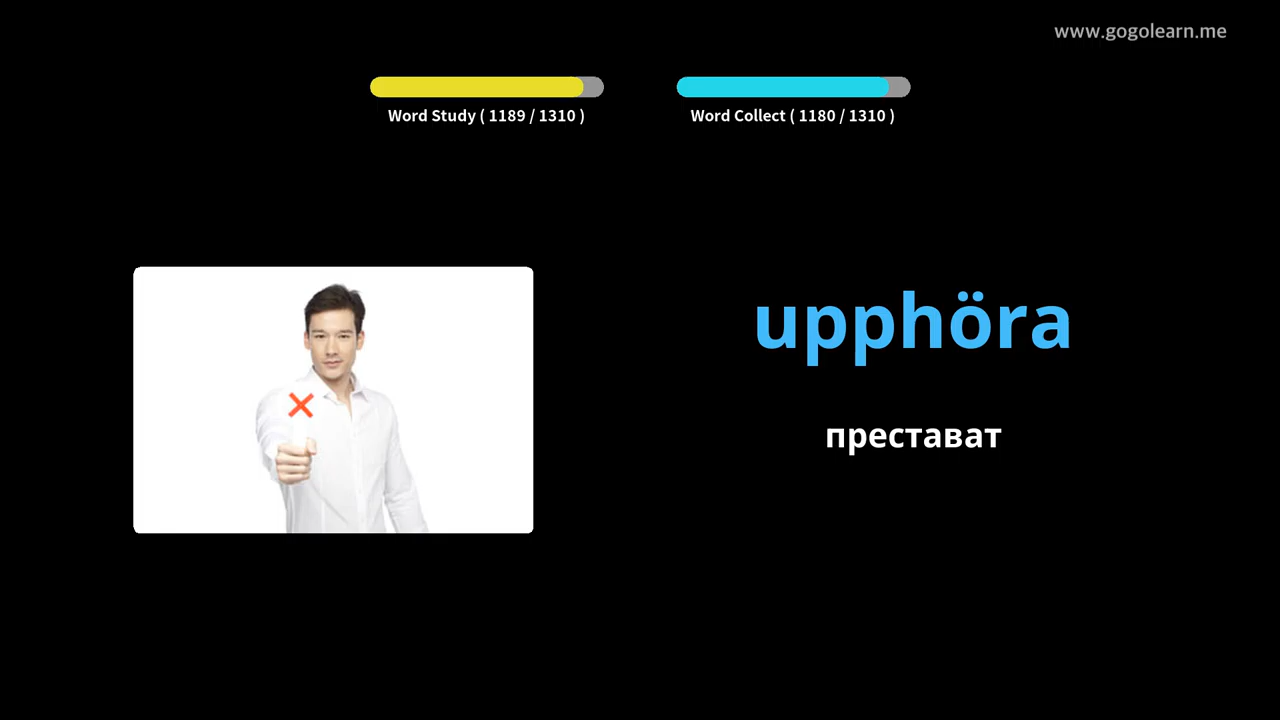 www.gogolearn.me
Word Study ( 1189 / 1310 )
Word Collect ( 1180 / 1310 )
upphöra
престават